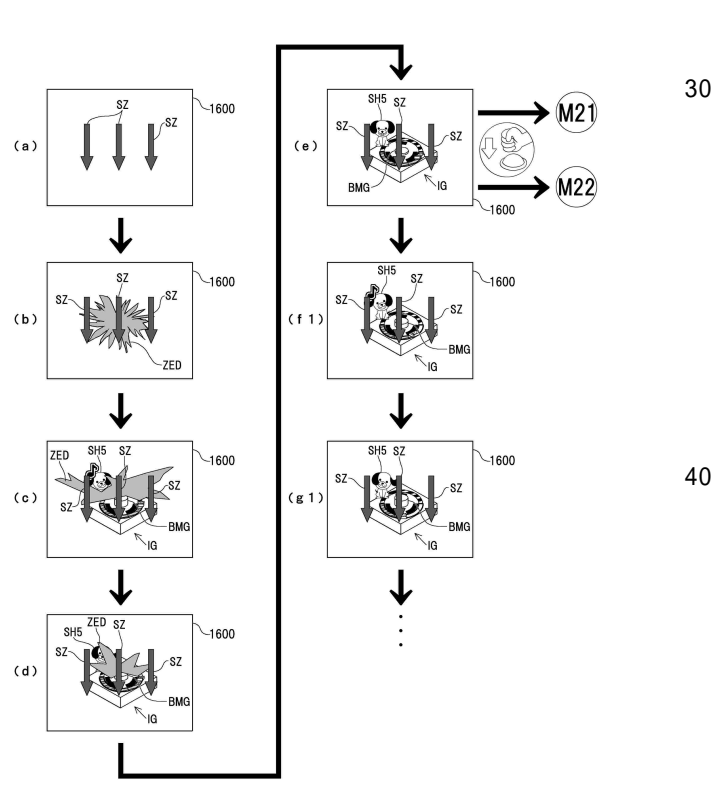 (a)
SZ
SZ
1600
(b)
SZ
SZ
SZ
1600
ZED
(c)
ZED
SH5
SZ
1600
SZ
SZ
BMG
IG
(d)
SH5
ZED
SZ
1600
SZ
SZ
BMG
IG
(e)
SH5
SZ
SZ
SZ
BMG
IG
1600
M21
M22
(f1)
SH5
SZ
1600
SZ
SZ
BMG
IG
(g1)
SH5
SZ
1600
SZ
SZ
BMG
IG
30
40